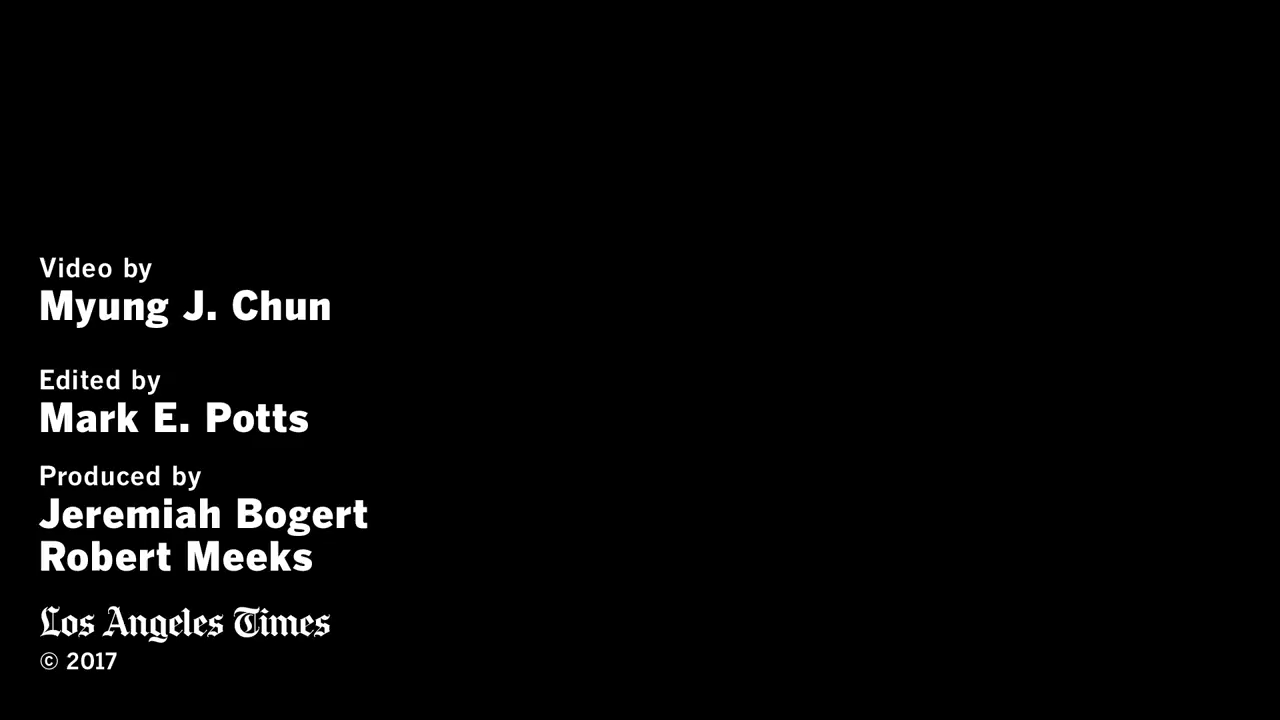 Video by
Myung J. Chun
Edited by
Mark E. Potts
Produced by
Jeremiah Bogert
Robert Meeks
Los Angeles Times
© 2017